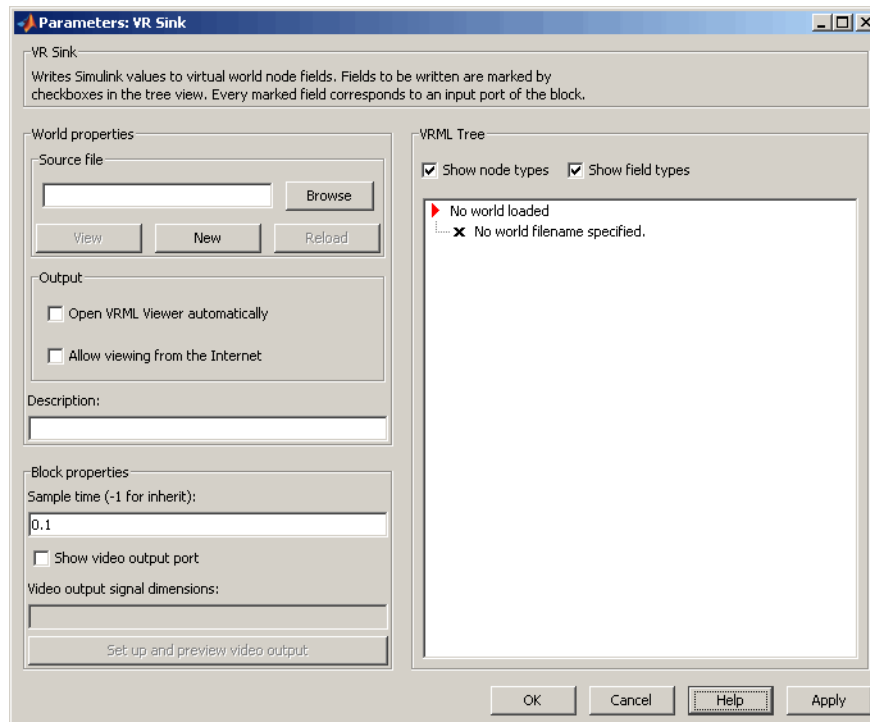 Parameters: VR Sink
VR Sink
Writes Simulink values to virtual world node fields. Fields to be written are marked by
checkboxes in the tree view. Every marked field corresponds to an input port of the block.
World properties
Source file
Browse
View New Reload
Output
Open VRML Viewer automatically
Allow viewing from the Internet
Description:
Block properties
Sample time (-1 for inherit):
0.1
Show video output port
Video output signal dimensions:
Set up and preview video output
VRML Tree
Show node types Show field types
No world loaded
No world filename specified.
OK Cancel Help Apply